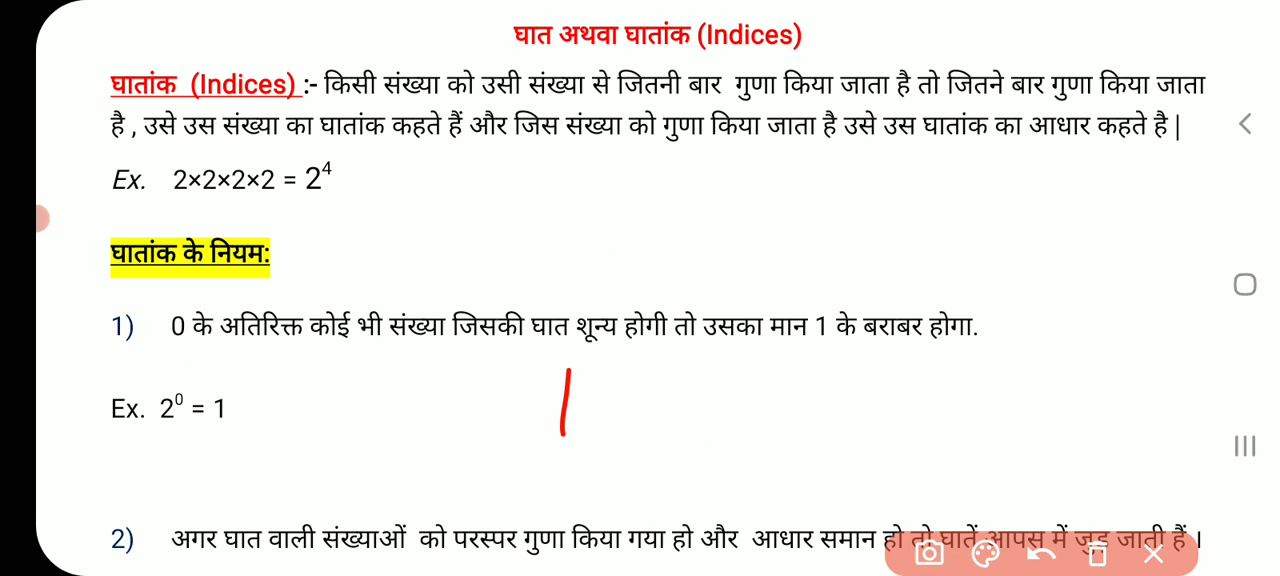 घात अथवा घातांक (Indices)
घातांक (Indices) :- किसी संख्या को उसी संख्या से जितनी बार गुणा किया जाता है तो जितने बार गुणा किया जाता
है , उसे उस संख्या का घातांक कहते हैं और जिस संख्या को गुणा किया जाता है उसे उस घातांक का आधार कहते है |
Ex. 2×2×2×2 = 2⁴
घातांक के नियम:
1) 0 के अतिरिक्त कोई भी संख्या जिसकी घात शून्य होगी तो उसका मान 1 के बराबर होगा.
Ex. 2⁰ = 1
2) अगर घात वाली संख्याओं को परस्पर गुणा किया गया हो और आधार समान हो तो घातें आपस में जुड़ जाती हैं ।